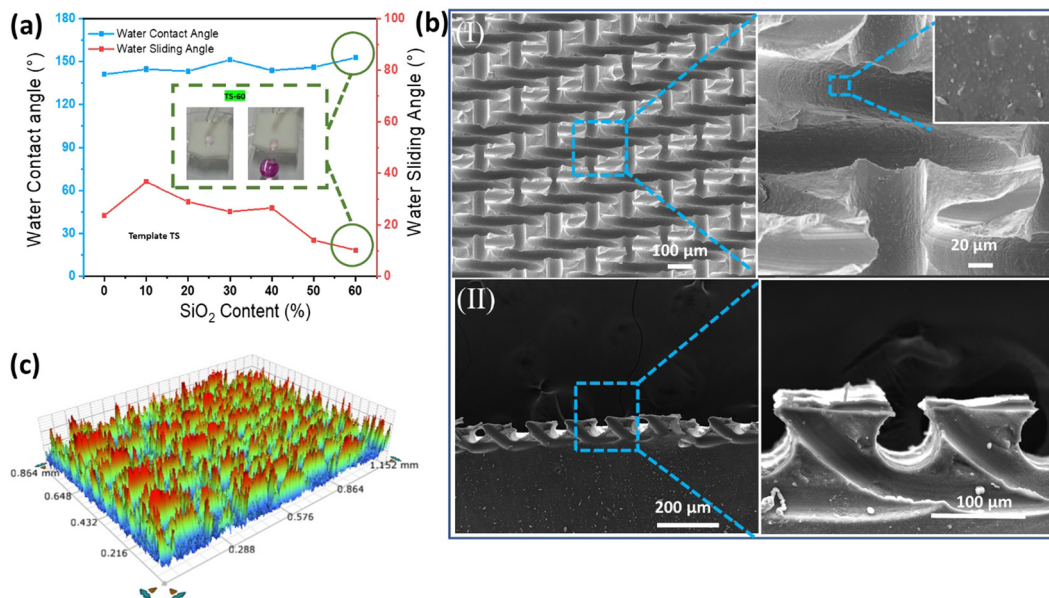 (a)
180
150
120
90
60
30
0
Water Contact angle (°)
Water Contact Angle
Water Sliding Angle
100
80
60
40
20
0
Water Sliding Angle (°)
TS-60
Template TS
0 10 20 30 40 50 60
SiO₂ Content (%)
(b)
(I)
100 μm
20 μm
(II)
200 μm
100 μm
(c)
0.864 mm
0.648
0.432
0.216
1.152 mm
0.864
0.576
0.288